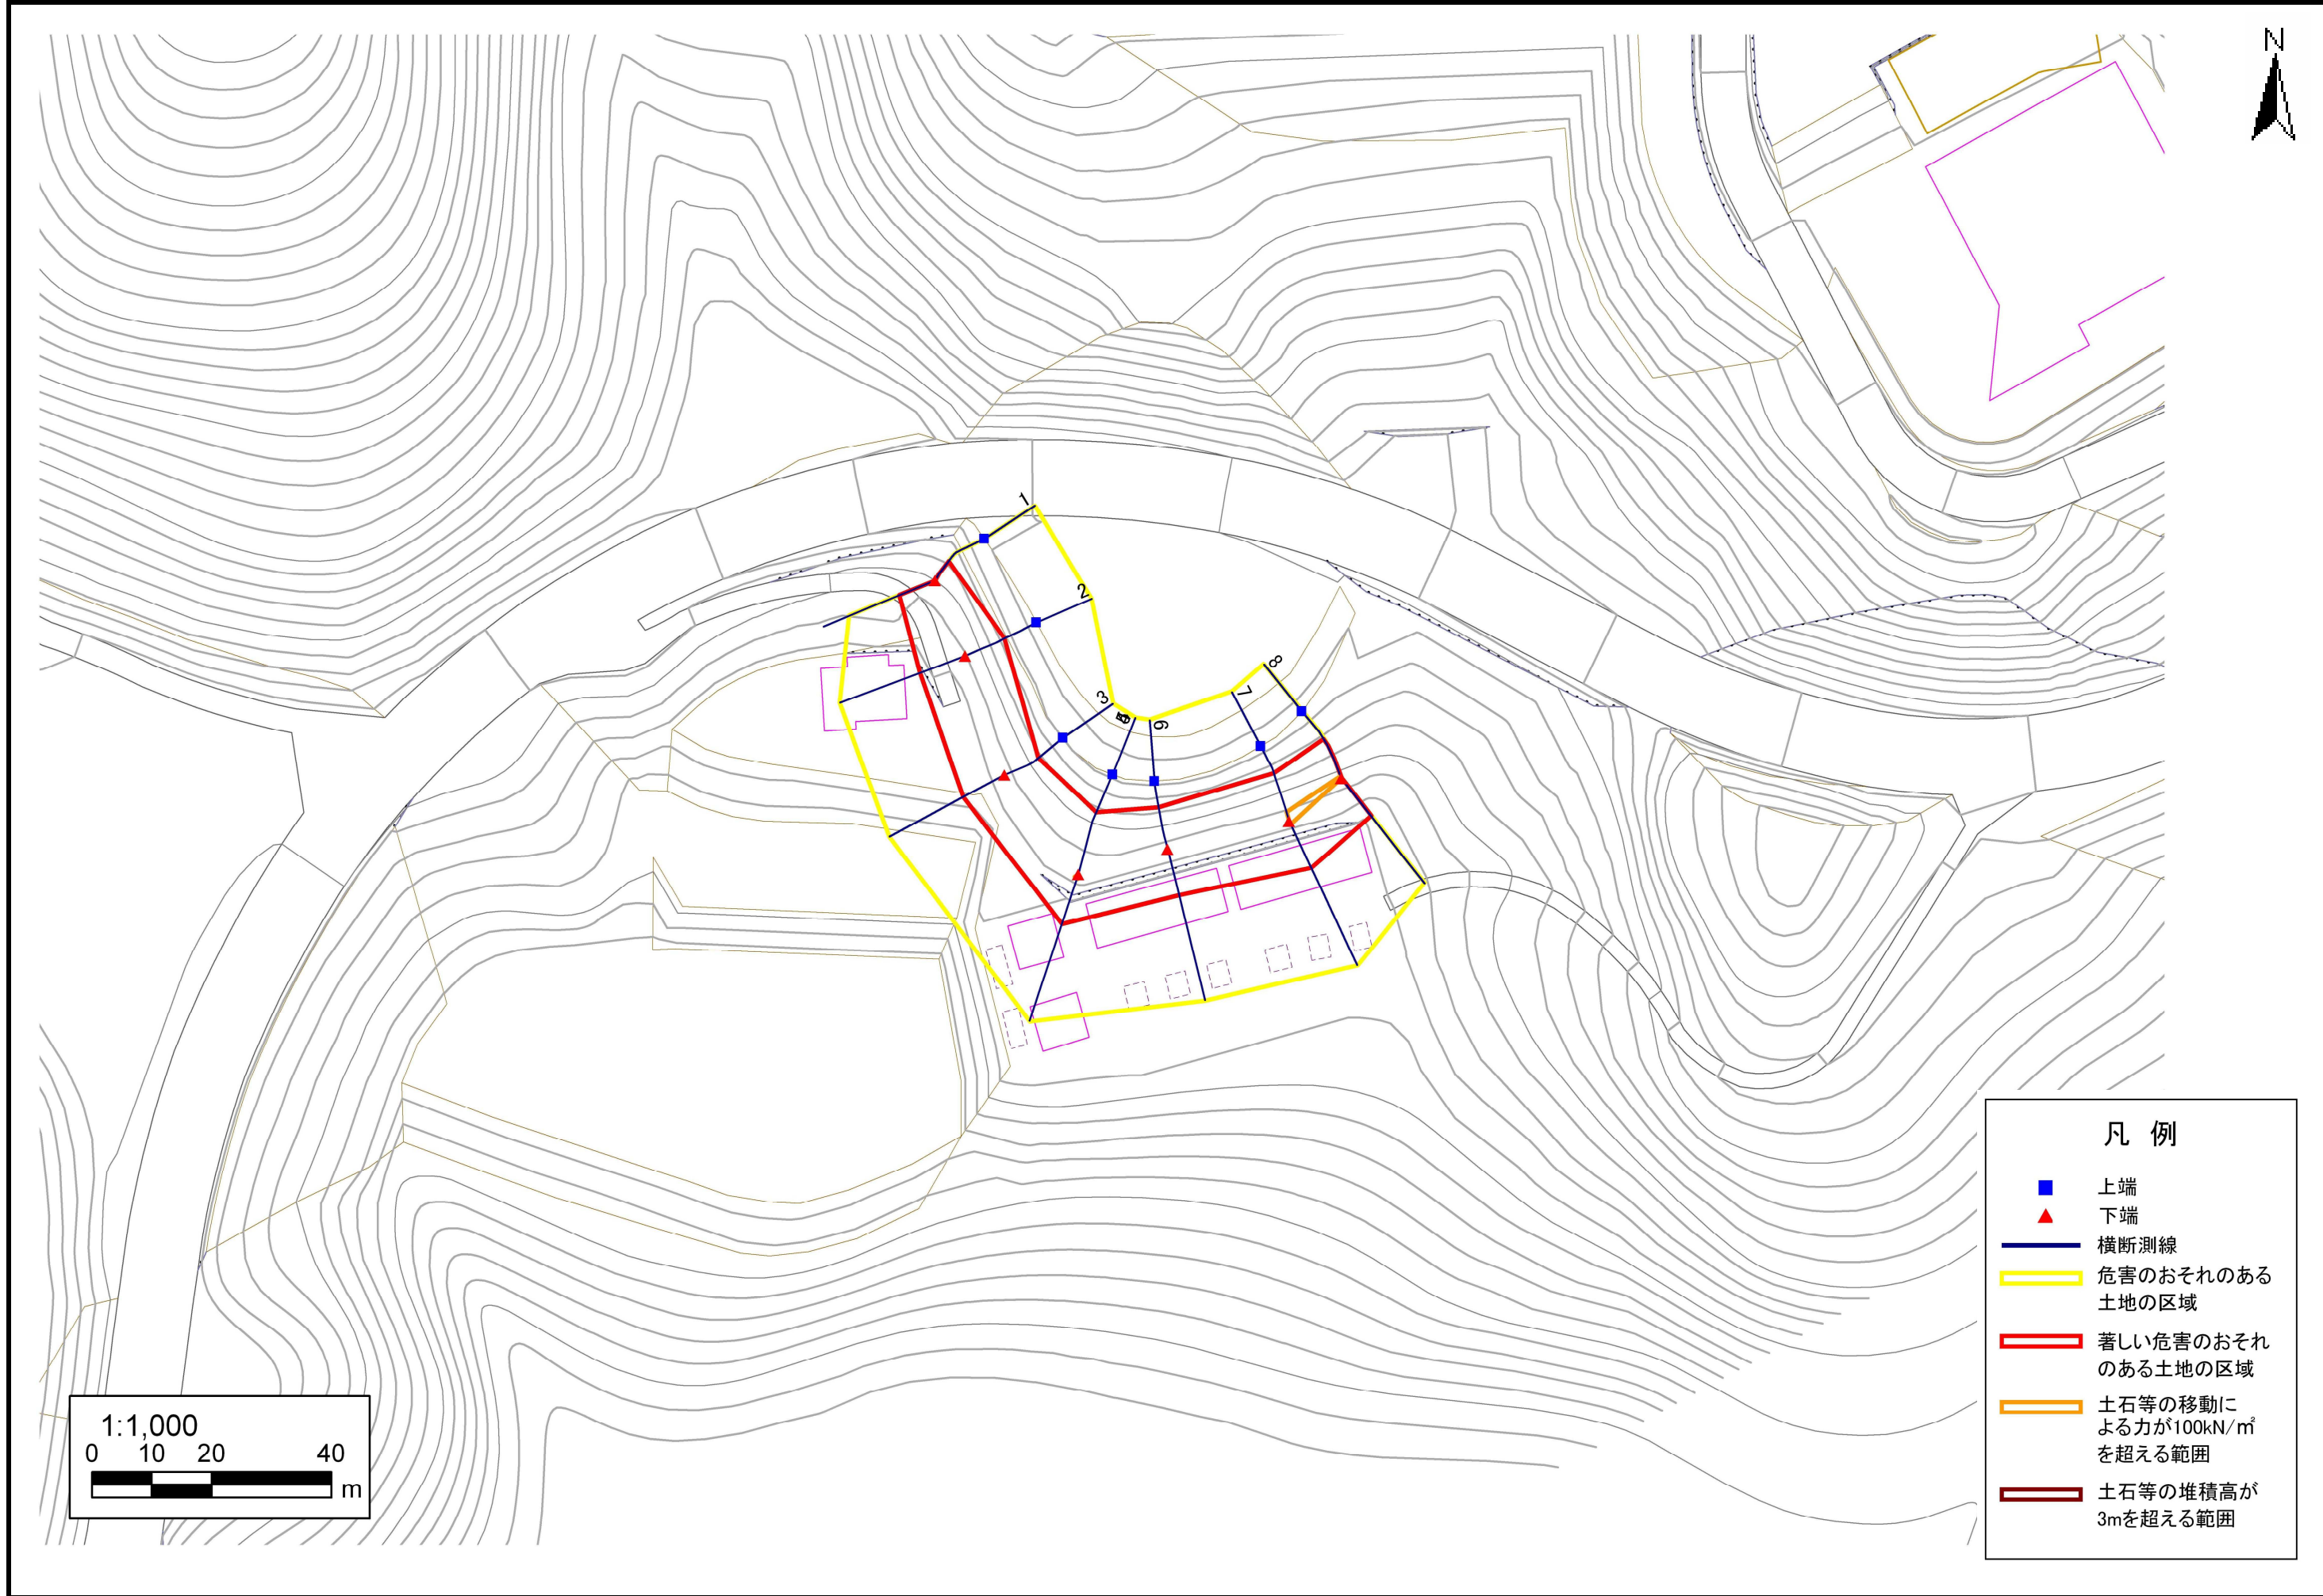 N
1
2
3
6
7
8
凡 例
上端
下端
横断測線
危害のおそれのある
土地の区域
著しい危害のおそれ
のある土地の区域
土石等の移動に
よる力が100kN/㎡
を超える範囲
土石等の堆積高が
3mを超える範囲
1:1,000
0 10 20 40
m